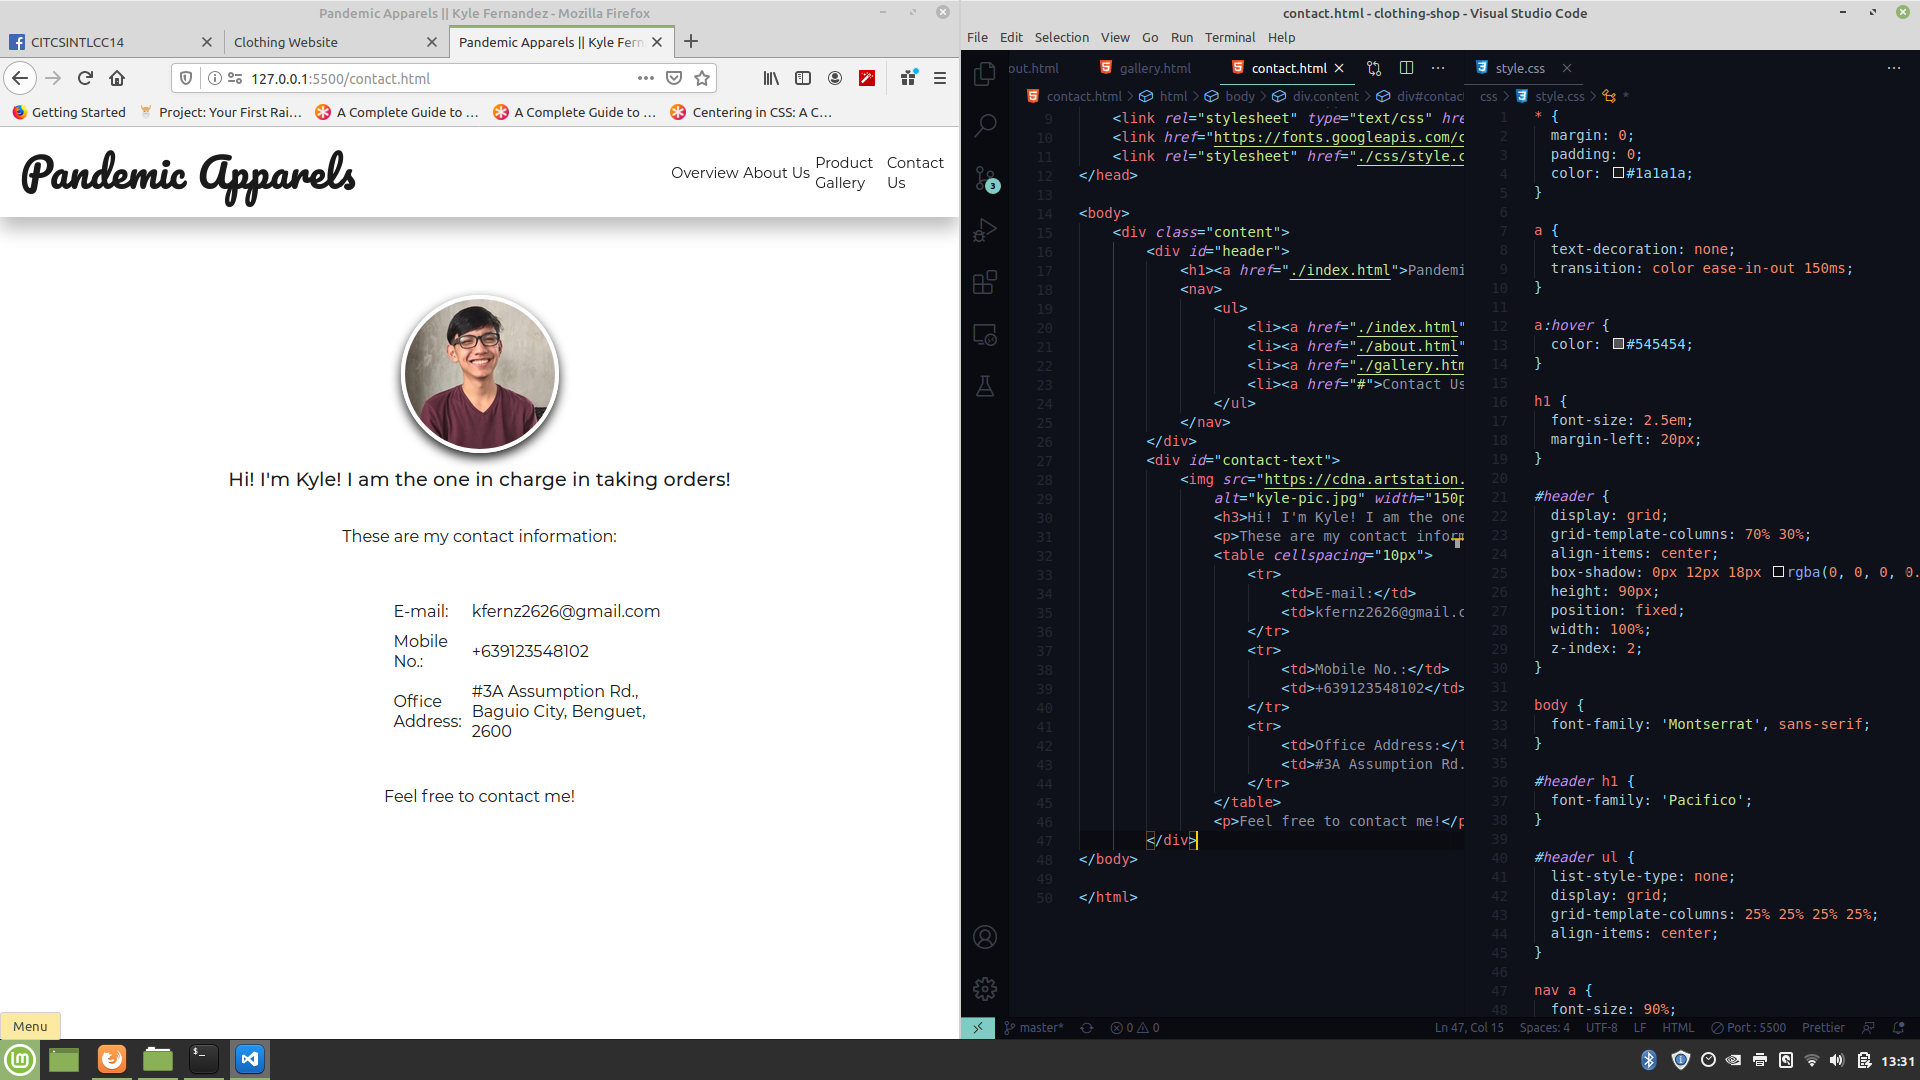 Pandemic Apparels || Kyle Fernandez - Mozilla Firefox
CITCSINTLCC14
Clothing Website
Pandemic Apparels || Kyle Fern
127.0.0.1:5500/contact.html
Getting Started
Project: Your First Rai...
A Complete Guide to ...
A Complete Guide to ...
Centering in CSS: A C...
Pandemic Apparels
Overview
About Us
Product
Gallery
Contact
Us
Hi! I'm Kyle! I am the one in charge in taking orders!
These are my contact information:
E-mail: kfernz2626@gmail.com
Mobile
No.:
+639123548102
Office
Address:
#3A Assumption Rd.,
Baguio City, Benguet,
2600
Feel free to contact me!
Menu
contact.html - clothing-shop - Visual Studio Code
File Edit Selection View Go Run Terminal Help
out.html
gallery.html
contact.html
style.css
contact.html > html > body > div.content > div#contac
css > style.css > *
3
9 <link rel="stylesheet" type="text/css" hre
10 <link href="https://fonts.googleapis.com/c
11 <link rel="stylesheet" href="./css/style.c
12 </head>
13
14 <body>
15 <div class="content">
16 <div id="header">
17 <h1><a href="./index.html">Pandemi
18 <nav>
19 <ul>
20 <li><a href="./index.html"
21 <li><a href="./about.html"
22 <li><a href="./gallery.htm
23 <li><a href="#">Contact Us
24 </ul>
25 </nav>
26 </div>
27 <div id="contact-text">
28 <img src="https://cdna.artstation.
29 alt="kyle-pic.jpg" width="150p
30 <h3>Hi! I'm Kyle! I am the one
31 <p>These are my contact inform
32 <table cellspacing="10px">
33 <tr>
34 <td>E-mail:</td>
35 <td>kfernz2626@gmail.c
36 </tr>
37 <tr>
38 <td>Mobile No.:</td>
39 <td>+639123548102</td>
40 </tr>
41 <tr>
42 <td>Office Address:</t
43 <td>#3A Assumption Rd.
44 </tr>
45 </table>
46 <p>Feel free to contact me!</p
47 </div>
48 </body>
49
50 </html>
1 * {
2 margin: 0;
3 padding: 0;
4 color: #1a1a1a;
5 }
6
7 a {
8 text-decoration: none;
9 transition: color ease-in-out 150ms;
10 }
11
12 a:hover {
13 color: #545454;
14 }
15
16 h1 {
17 font-size: 2.5em;
18 margin-left: 20px;
19 }
20
21 #header {
22 display: grid;
23 grid-template-columns: 70% 30%;
24 align-items: center;
25 box-shadow: 0px 12px 18px rgba(0, 0, 0, 0.
26 height: 90px;
27 position: fixed;
28 width: 100%;
29 z-index: 2;
30 }
31
32 body {
33 font-family: 'Montserrat', sans-serif;
34 }
35
36 #header h1 {
37 font-family: 'Pacifico';
38 }
39
40 #header ul {
41 list-style-type: none;
42 display: grid;
43 grid-template-columns: 25% 25% 25% 25%;
44 align-items: center;
45 }
46
47 nav a {
48 font-size: 90%;
master* 0 0 Ln 47, Col 15 Spaces: 4 UTF-8 LF HTML Port : 5500 Prettier
13:31